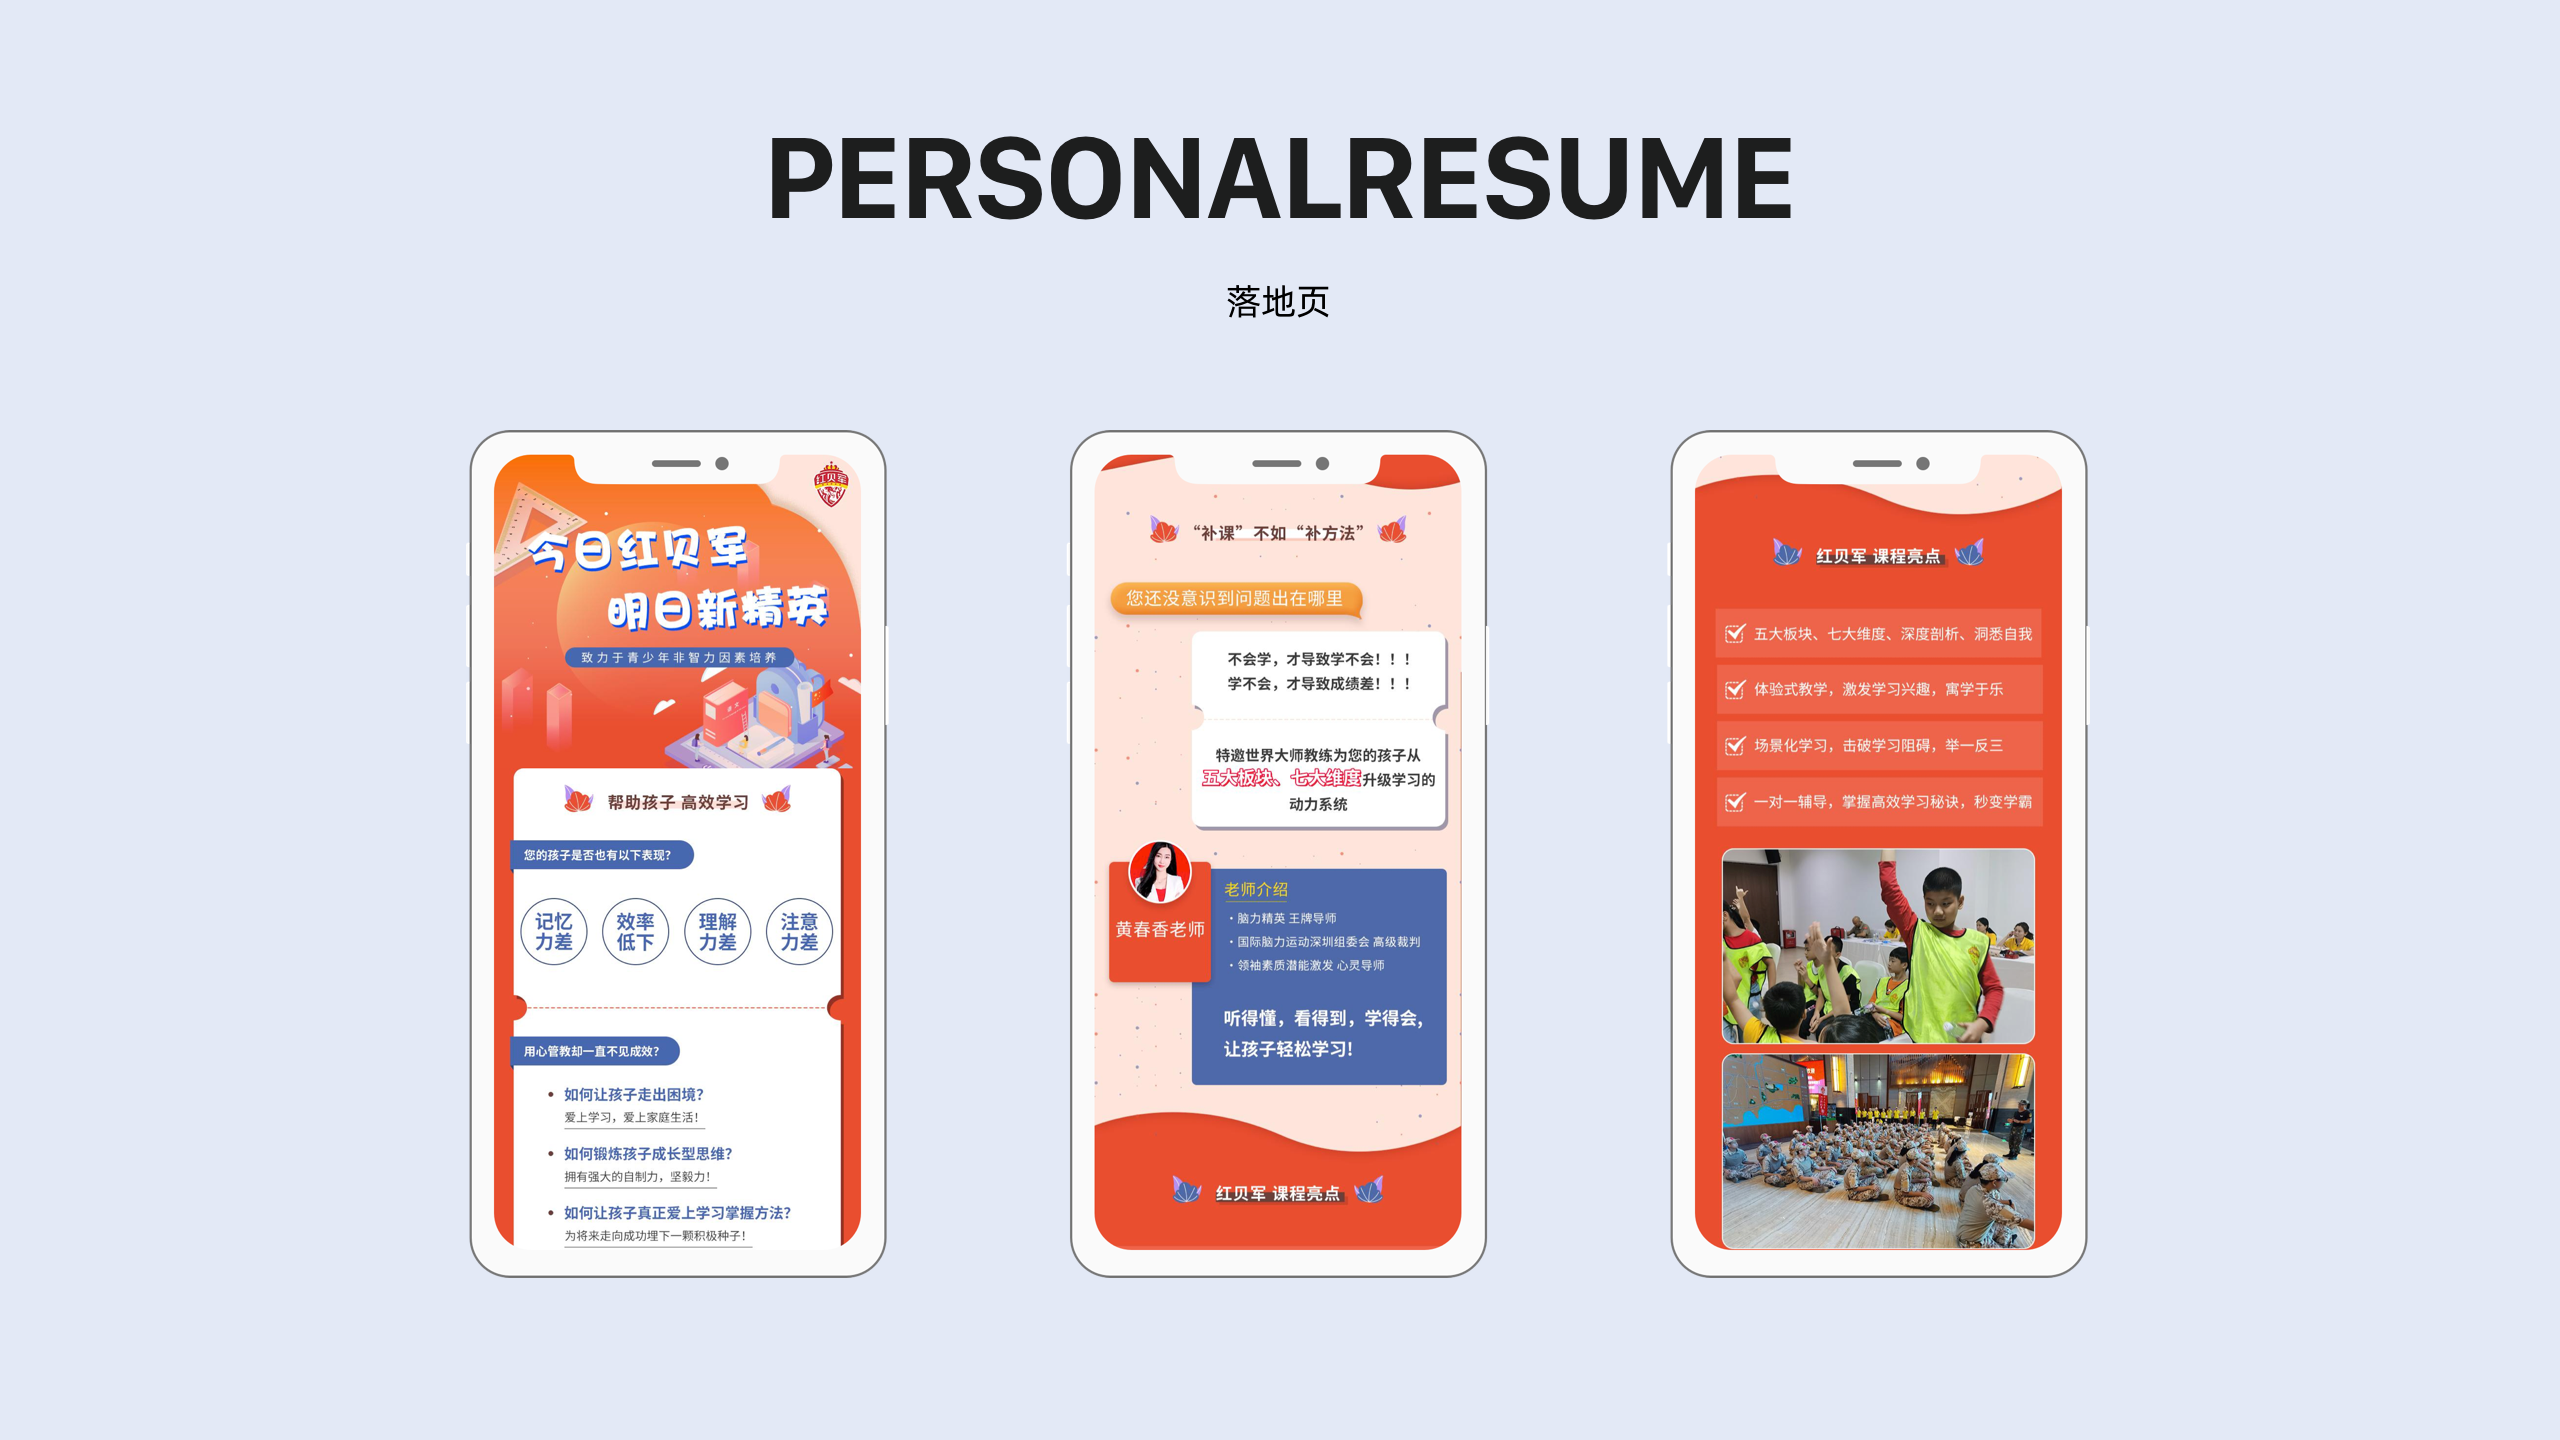 PERSONALRESUME
落地页
红贝军
今日红贝军
明日新精英
致力于青少年非智力因素培养
帮助孩子 高效学习
您的孩子是否也有以下表现?
记忆
力差
效率
低下
理解
力差
注意
力差
用心管教却一直不见成效?
• 如何让孩子走出困境?
爱上学习，爱上家庭生活!
• 如何锻炼孩子成长型思维?
拥有强大的自制力，坚毅力!
• 如何让孩子真正爱上学习掌握方法?
为将来走向成功埋下一颗积极种子!
“补课” 不如 “补方法”
您还没意识到问题出在哪里
不会学，才导致学不会! ! !
学不会，才导致成绩差! ! !
特邀世界大师教练为您的孩子从
五大板块、七大维度升级学习的
动力系统
黄春香老师
老师介绍
· 脑力精英 王牌导师
· 国际脑力运动深圳组委会 高级裁判
· 领袖素质潜能激发 心灵导师
听得懂，看得到，学得会，
让孩子轻松学习!
红贝军 课程亮点
红贝军 课程亮点
五大板块、七大维度、深度剖析、洞悉自我
体验式教学，激发学习兴趣，寓学于乐
场景化学习，击破学习阻碍，举一反三
一对一辅导，掌握高效学习秘诀，秒变学霸